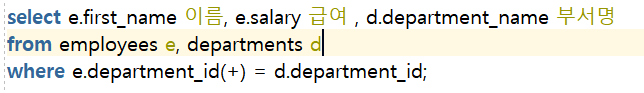 select e.first_name 이름, e.salary 급여 , d.department_name 부서명
from employees e, departments d
where e.department_id(+) = d.department_id;